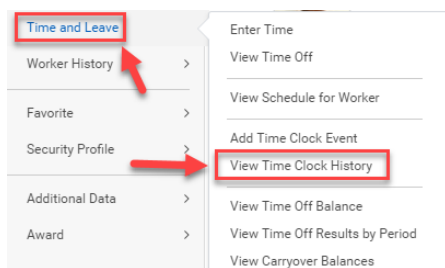 Time and Leave
Worker History
Favorite
Security Profile
Additional Data
Award
Enter Time
View Time Off
View Schedule for Worker
Add Time Clock Event
View Time Clock History
View Time Off Balance
View Time Off Results by Period
View Carryover Balances